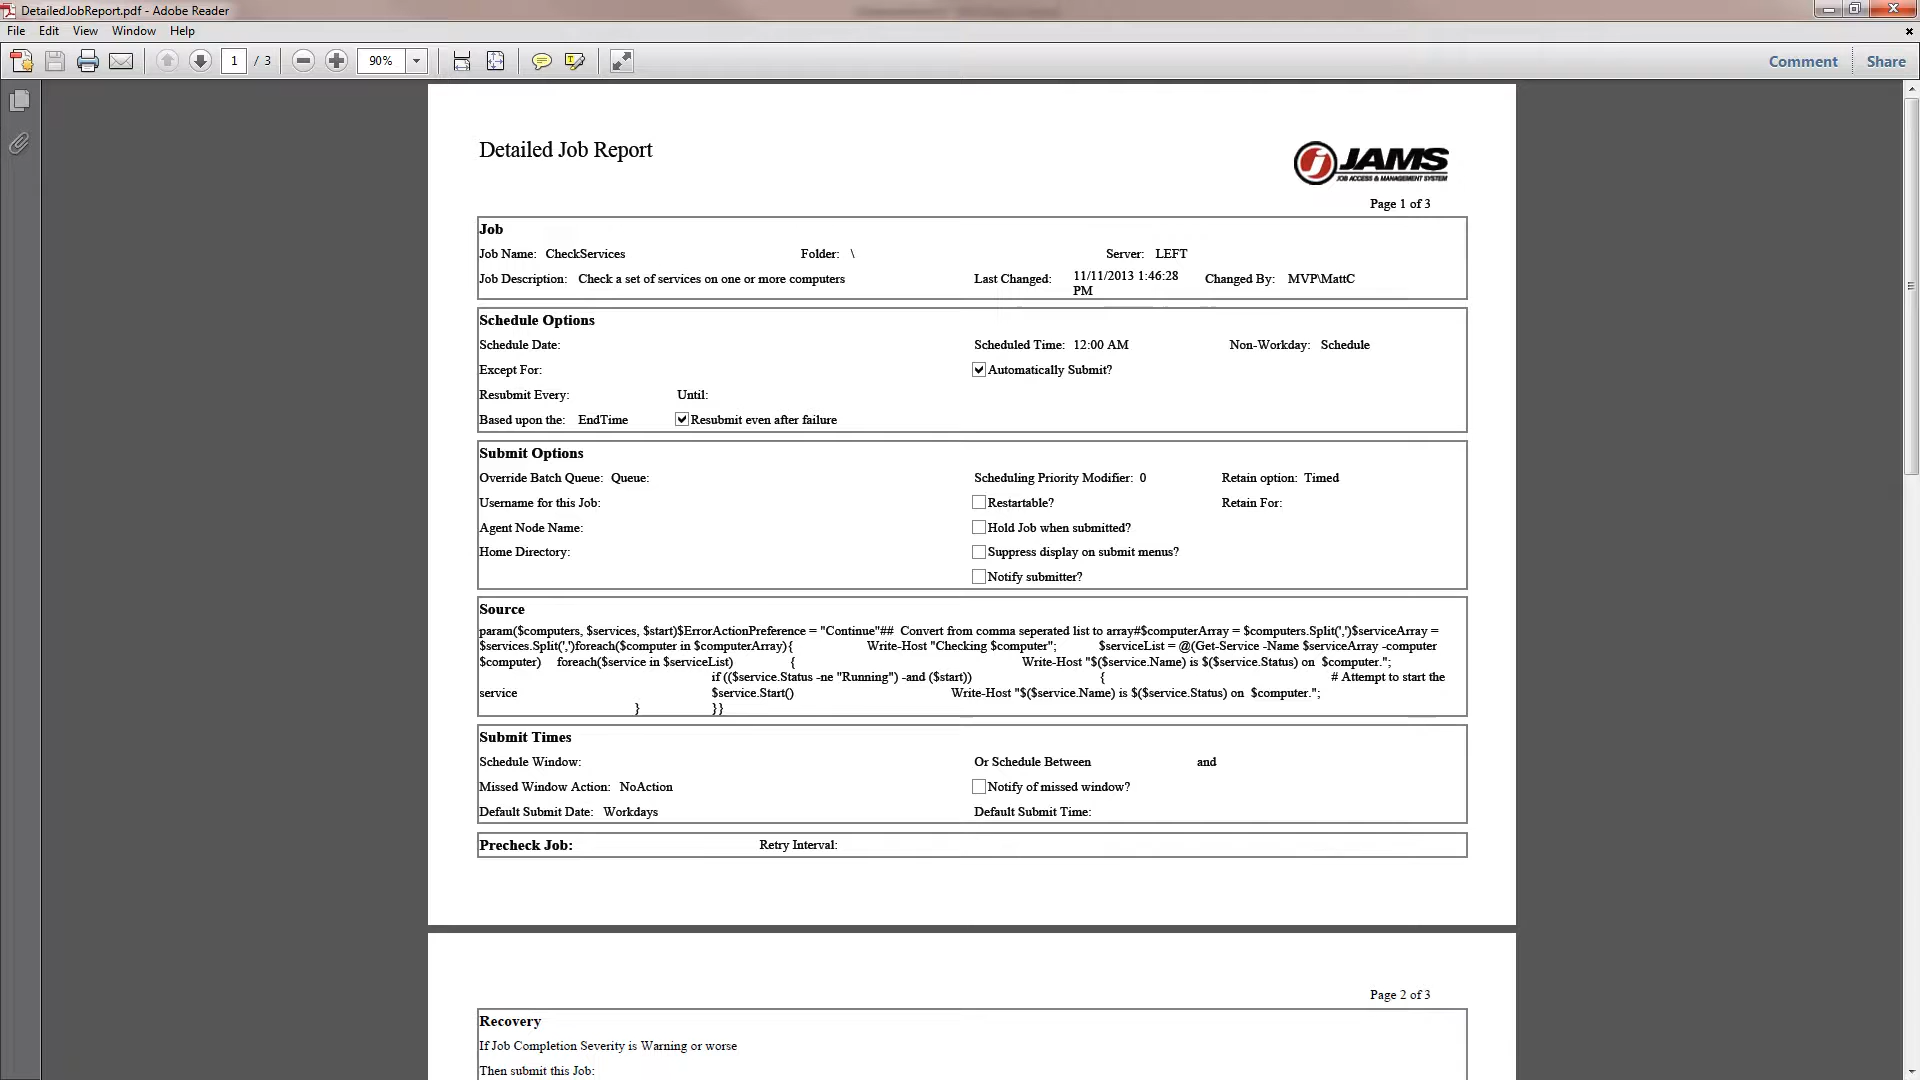 DetailedJobReport.pdf - Adobe Reader
File Edit View Window Help
1 / 3 90% Comment Share
Detailed Job Report
JAMS
JOB ACCESS & MANAGEMENT SYSTEM
Page 1 of 3
Job
Job Name: CheckServices Folder: \ Server: LEFT
Job Description: Check a set of services on one or more computers Last Changed: 11/11/2013 1:46:28 PM Changed By: MVP\MattC
Schedule Options
Schedule Date: Scheduled Time: 12:00 AM Non-Workday: Schedule
Except For: Automatically Submit?
Resubmit Every: Until:
Based upon the: EndTime Resubmit even after failure
Submit Options
Override Batch Queue: Queue: Scheduling Priority Modifier: 0 Retain option: Timed
Username for this Job: Restartable? Retain For:
Agent Node Name: Hold Job when submitted?
Home Directory: Suppress display on submit menus?
Notify submitter?
Source
param($computers, $services, $start)$ErrorActionPreference = "Continue"## Convert from comma seperated list to array#$computerArray = $computers.Split(',')$serviceArray =
$services.Split(',')foreach($computer in $computerArray){ Write-Host "Checking $computer"; $serviceList = @(Get-Service -Name $serviceArray -computer
$computer) foreach($service in $serviceList) { Write-Host "$($service.Name) is $($service.Status) on $computer.";
if (($service.Status -ne "Running") -and ($start)) { # Attempt to start the
service $service.Start() Write-Host "$($service.Name) is $($service.Status) on $computer.";
} }}
Submit Times
Schedule Window: Or Schedule Between and
Missed Window Action: NoAction Notify of missed window?
Default Submit Date: Workdays Default Submit Time:
Precheck Job: Retry Interval:
Page 2 of 3
Recovery
If Job Completion Severity is Warning or worse
Then submit this Job: